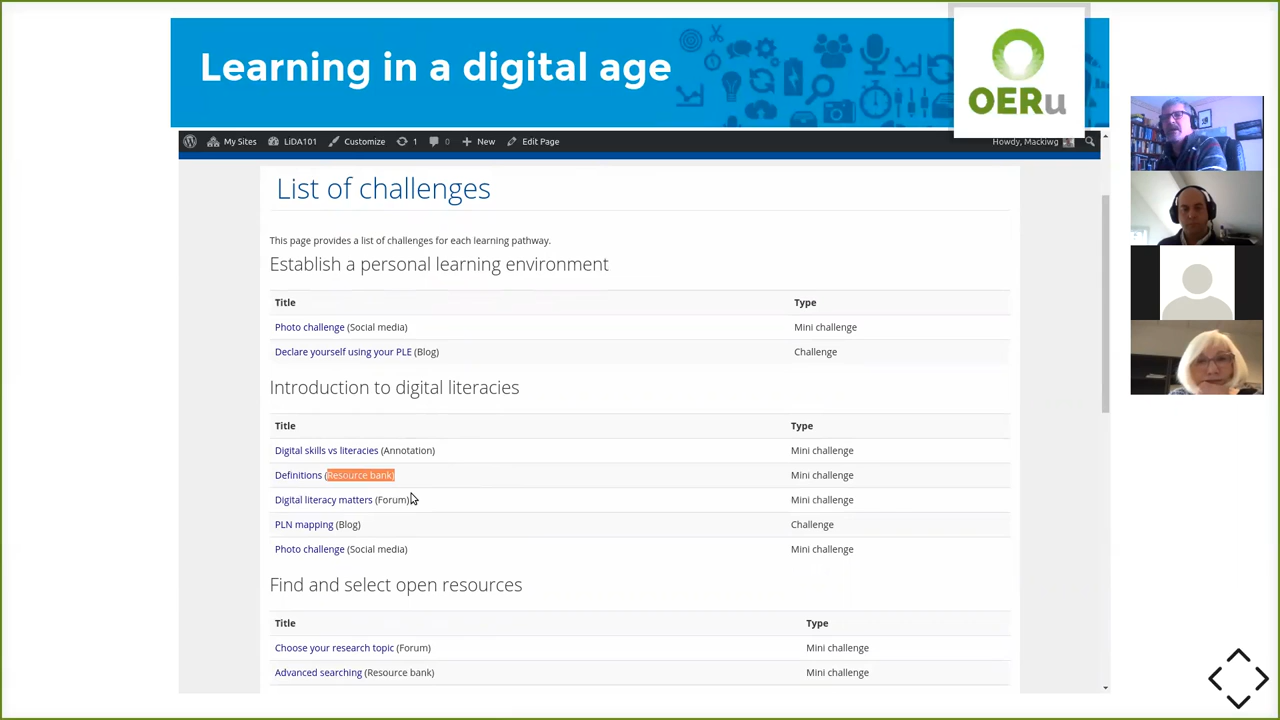 Learning in a digital age
OERu
My Sites LiDA101 Customize 1 0 New Edit Page Howdy, Mackiwg
List of challenges
This page provides a list of challenges for each learning pathway.
Establish a personal learning environment
Title Type
Photo challenge (Social media) Mini challenge
Declare yourself using your PLE (Blog) Challenge
Introduction to digital literacies
Title Type
Digital skills vs literacies (Annotation) Mini challenge
Definitions (Resource bank) Mini challenge
Digital literacy matters (Forum) Mini challenge
PLN mapping (Blog) Challenge
Photo challenge (Social media) Mini challenge
Find and select open resources
Title Type
Choose your research topic (Forum) Mini challenge
Advanced searching (Resource bank) Mini challenge